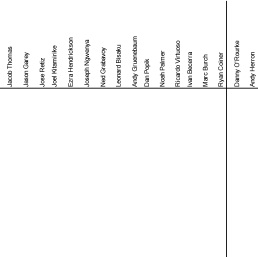 Jacob Thomas
Jason Garey
Jose Retiz
Joel Kitamirike
Ezra Hendrickson
Joseph Ngwenya
Ned Grabavoy
Leonard Bisaku
Andy Gruenebaum
Dan Popik
Noah Palmer
Ricardo Virtuoso
Ivan Becerra
Marc Burch
Ryan Coiner
Danny O'Rourke
Andy Herron